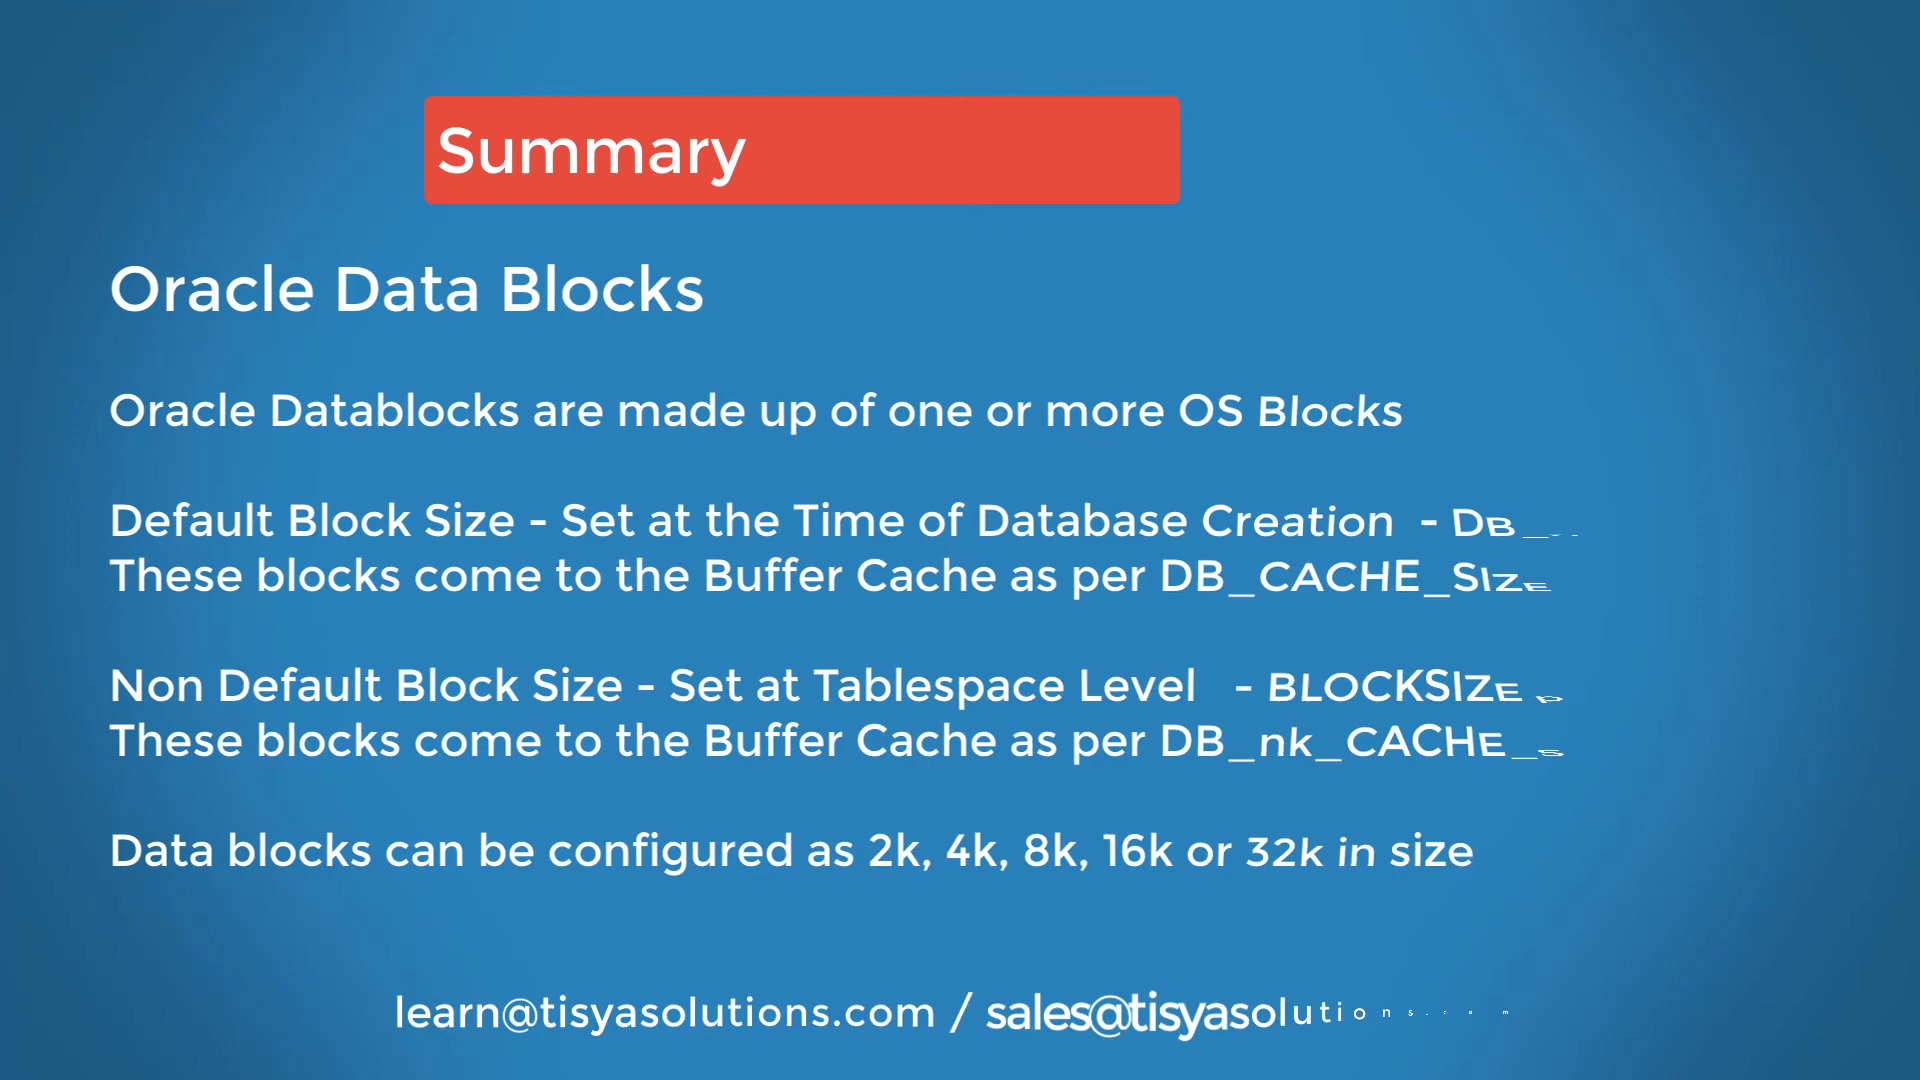 Summary
Oracle Data Blocks
Oracle Datablocks are made up of one or more OS Blocks
Default Block Size - Set at the Time of Database Creation - DB_
These blocks come to the Buffer Cache as per DB_CACHE_SIZE
Non Default Block Size - Set at Tablespace Level - BLOCKSIZE
These blocks come to the Buffer Cache as per DB_nk_CACHE_S
Data blocks can be configured as 2k, 4k, 8k, 16k or 32k in size
learn@tisyasolutions.com / sales@tisyasolutions.com